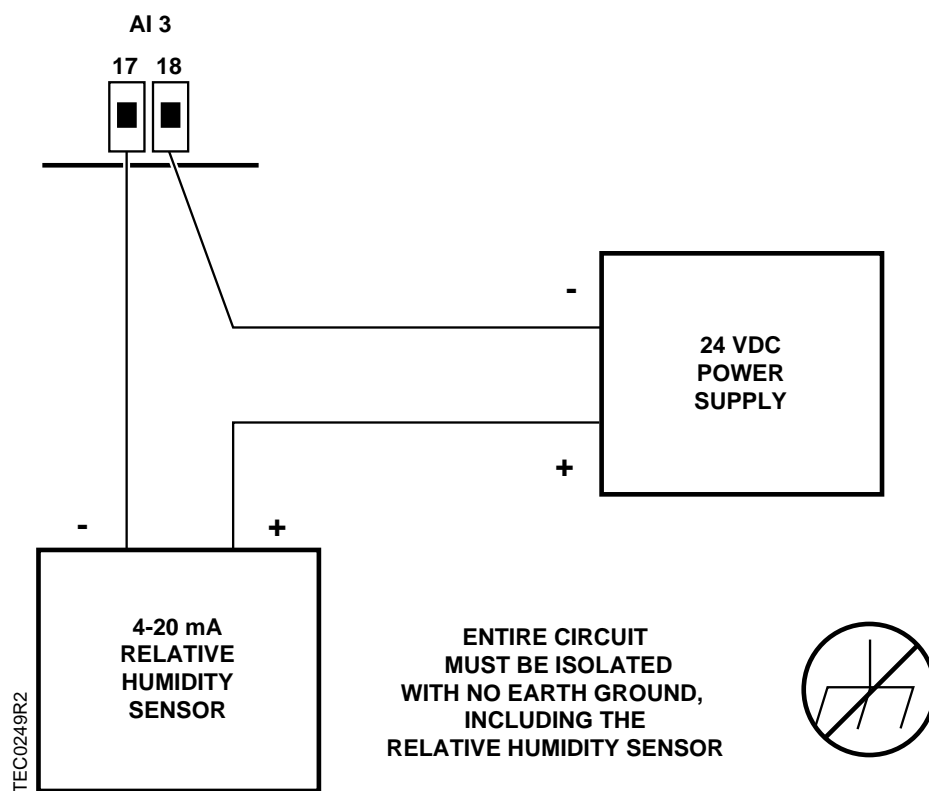 AI 3
17 18
-
24 VDC
POWER
SUPPLY
+
- +
4-20 mA
RELATIVE
HUMIDITY
SENSOR
ENTIRE CIRCUIT
MUST BE ISOLATED
WITH NO EARTH GROUND,
INCLUDING THE
RELATIVE HUMIDITY SENSOR
TEC0249R2